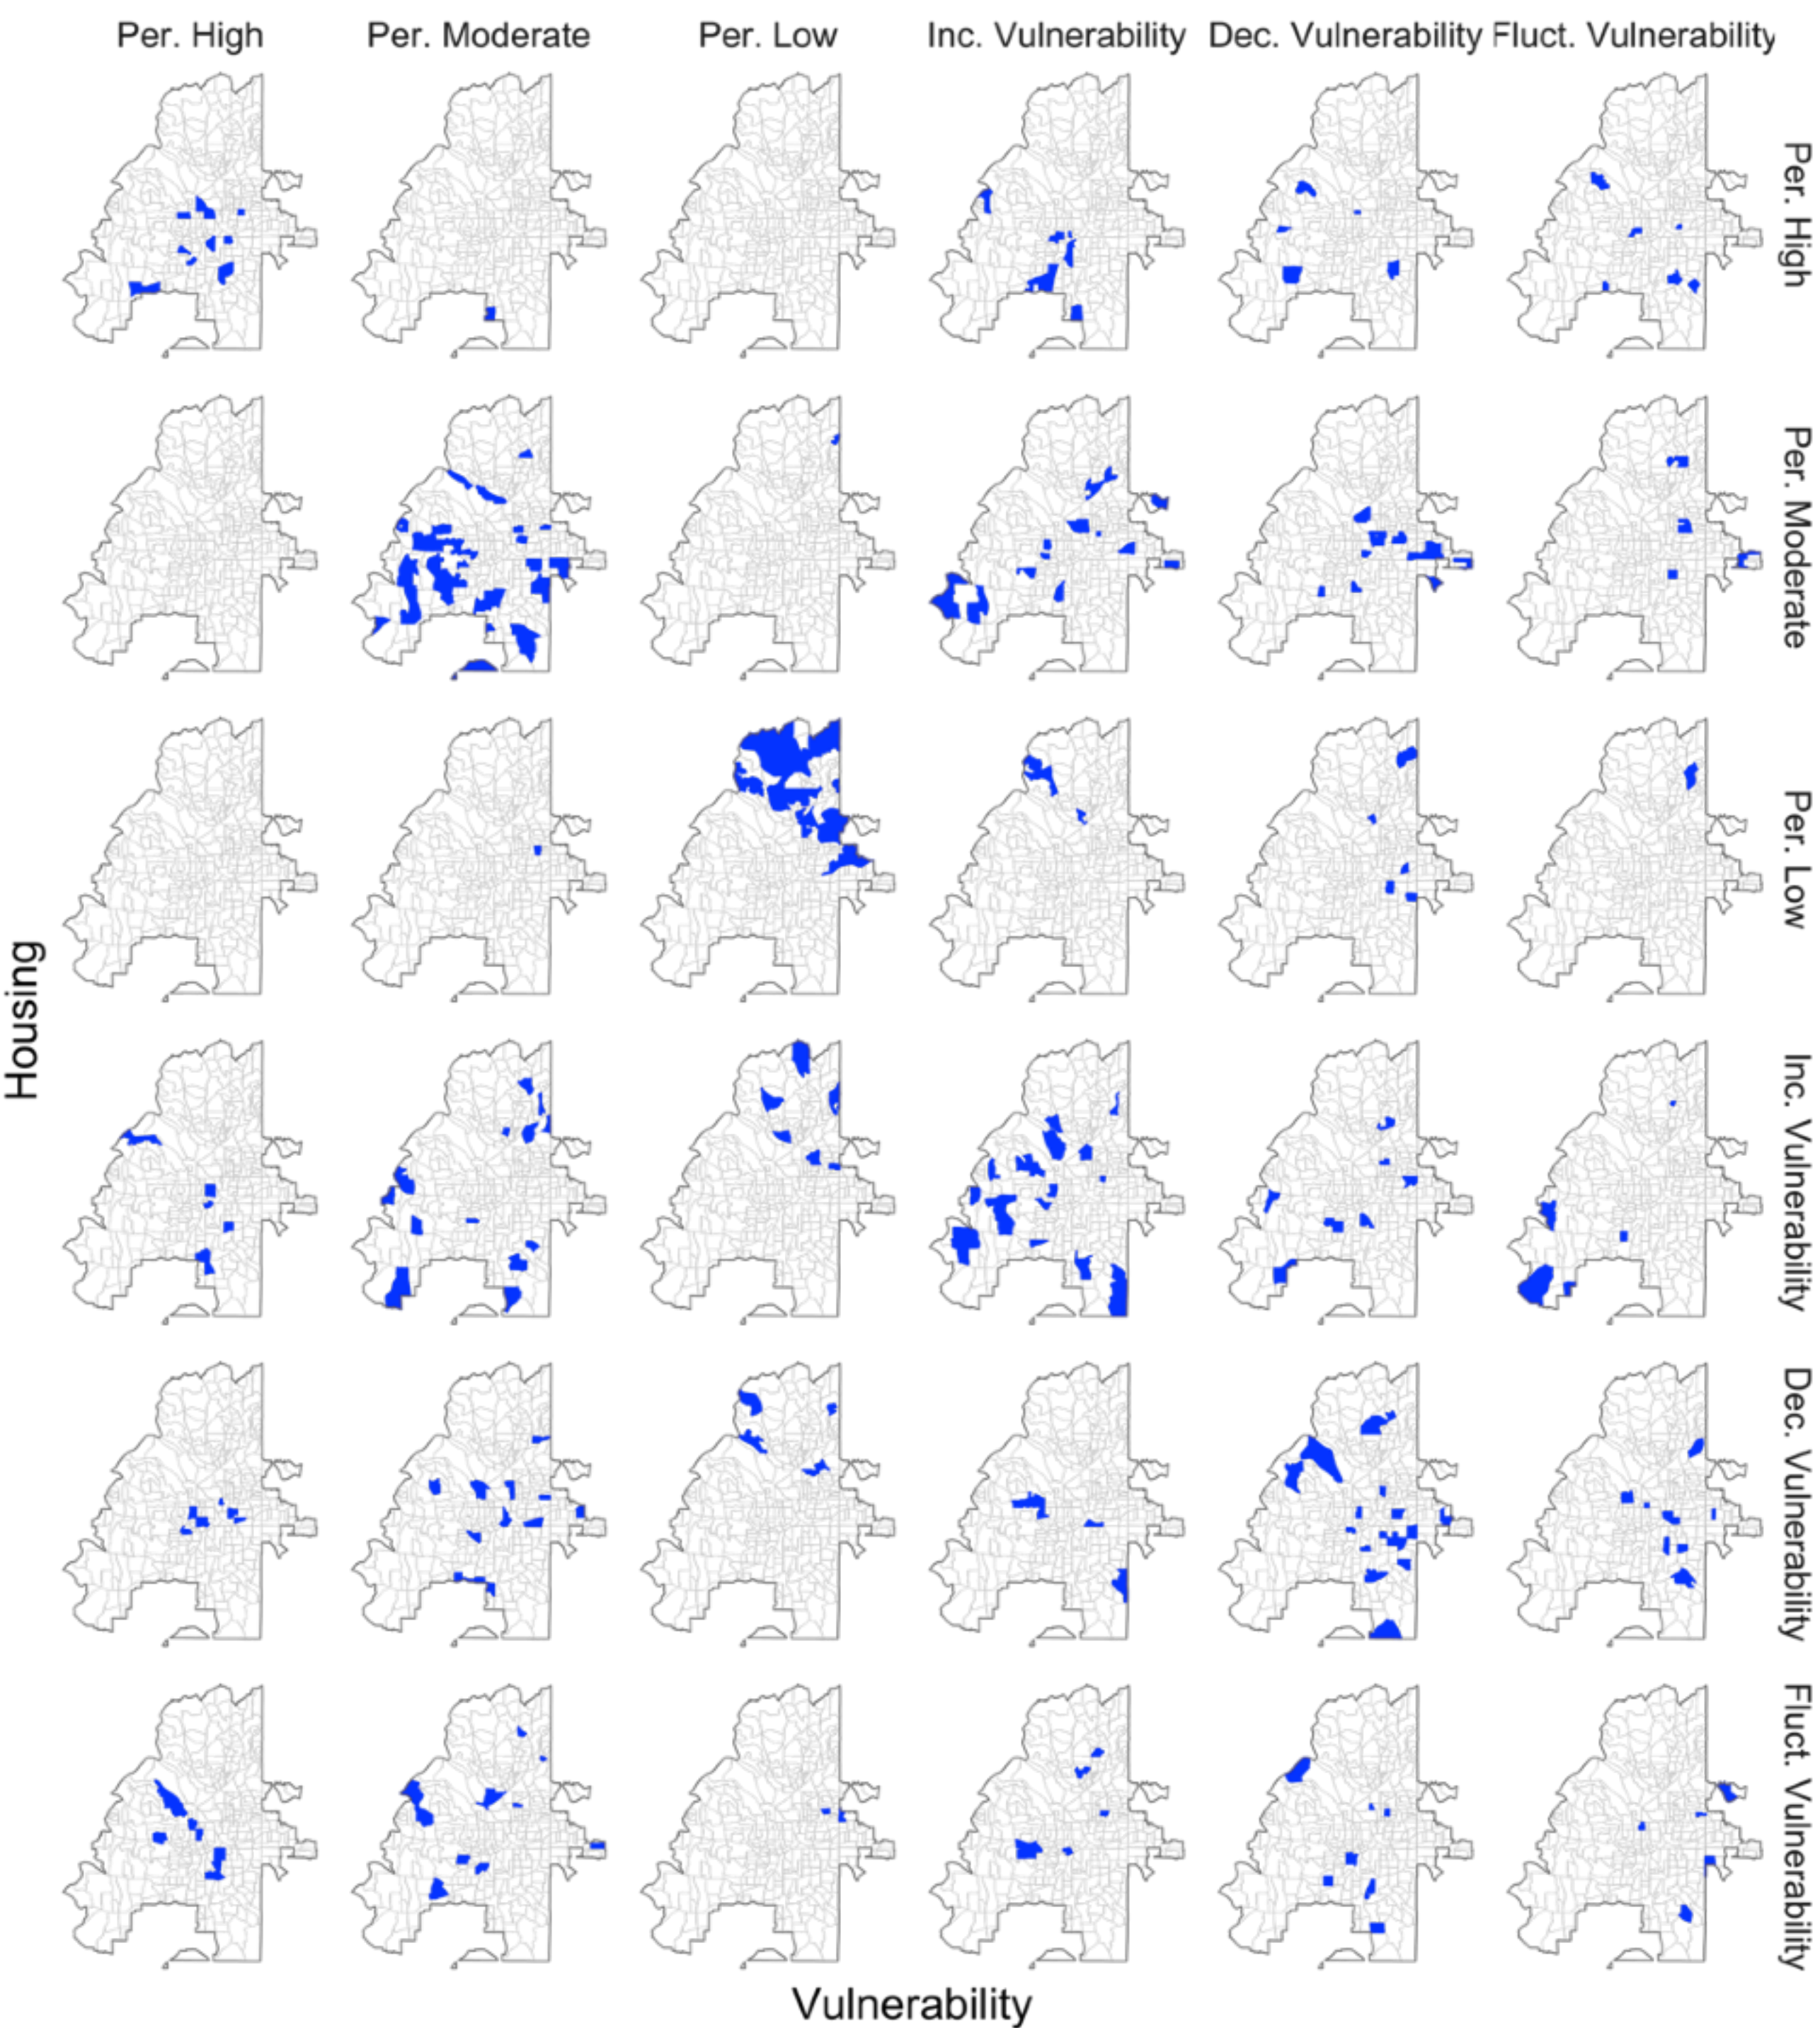 Per. High
Per. Moderate
Per. Low
Inc. Vulnerability
Dec. Vulnerability
Fluct. Vulnerability
Per. High
Per. Moderate
Per. Low
Inc. Vulnerability
Dec. Vulnerability
Fluct. Vulnerability
Housing
Vulnerability